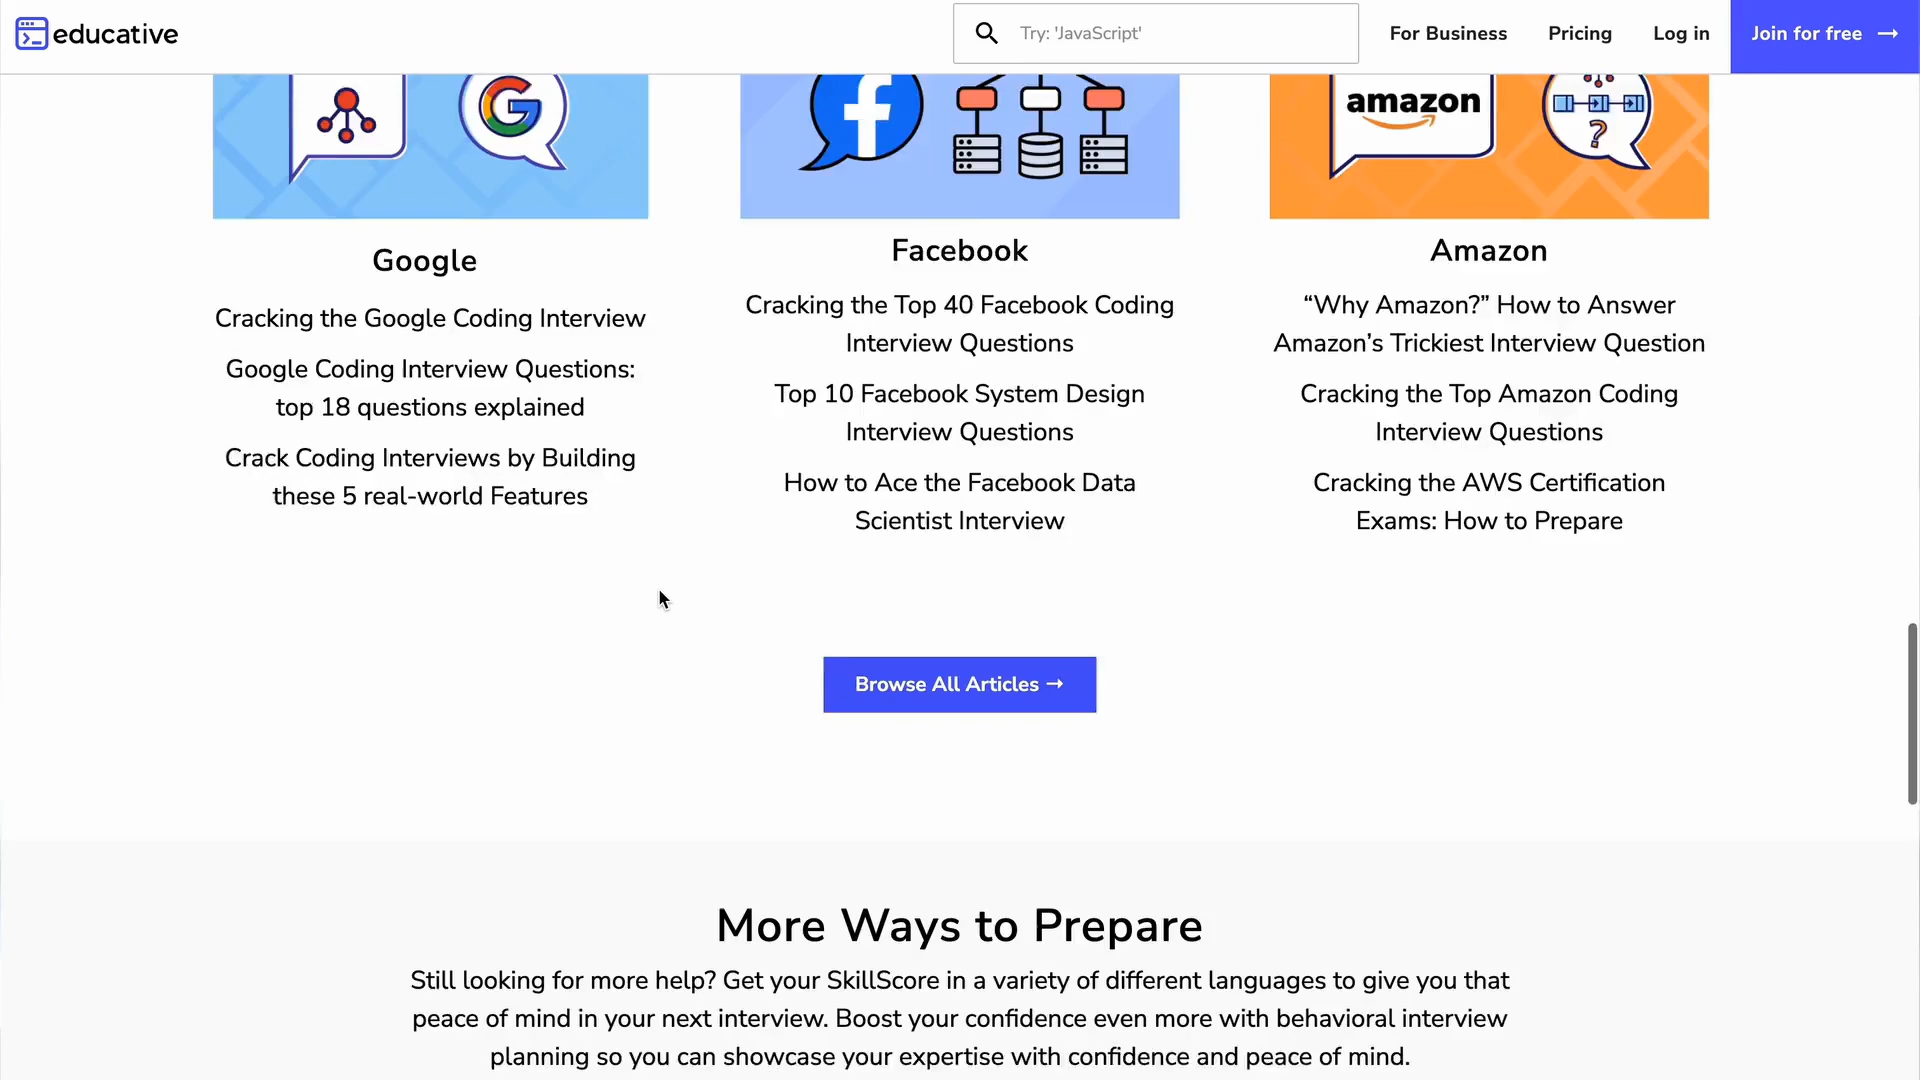 educative
Try: 'JavaScript'
For Business
Pricing
Log in
Join for free →
G
f
amazon
?
Google
Cracking the Google Coding Interview
Google Coding Interview Questions:
top 18 questions explained
Crack Coding Interviews by Building
these 5 real-world Features
Facebook
Cracking the Top 40 Facebook Coding
Interview Questions
Top 10 Facebook System Design
Interview Questions
How to Ace the Facebook Data
Scientist Interview
Amazon
“Why Amazon?” How to Answer
Amazon’s Trickiest Interview Question
Cracking the Top Amazon Coding
Interview Questions
Cracking the AWS Certification
Exams: How to Prepare
Browse All Articles →
More Ways to Prepare
Still looking for more help? Get your SkillScore in a variety of different languages to give you that
peace of mind in your next interview. Boost your confidence even more with behavioral interview
planning so you can showcase your expertise with confidence and peace of mind.